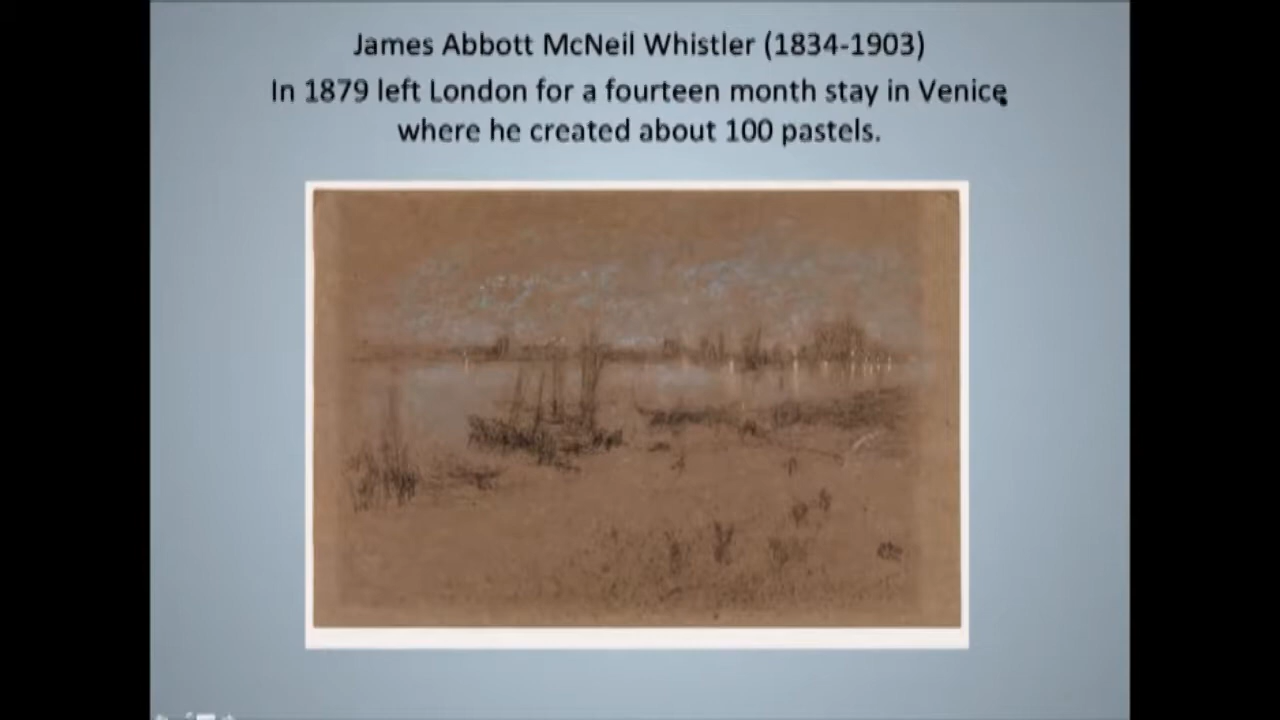 James Abbott McNeil Whistler (1834-1903)
In 1879 left London for a fourteen month stay in Venice
where he created about 100 pastels.